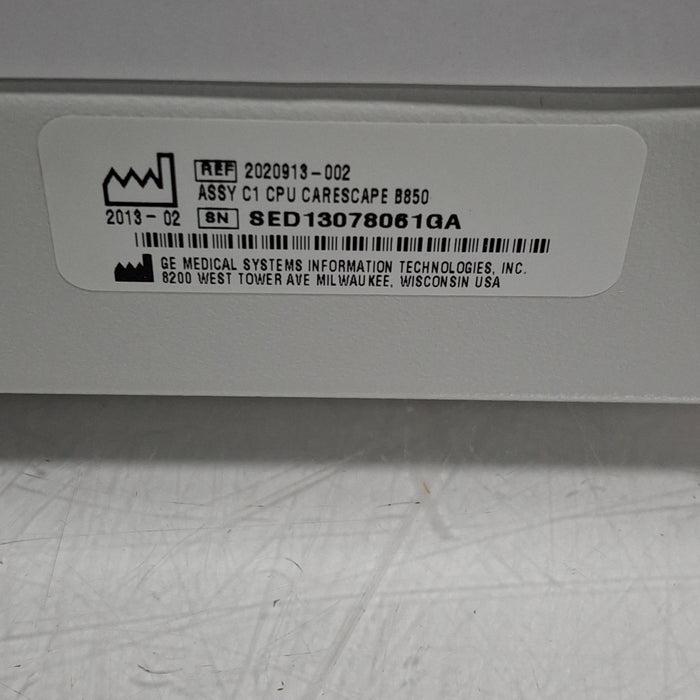 REF 2020913-002
ASSY C1 CPU CARESCAPE B850
2013-02 SN SED13078061GA
GE MEDICAL SYSTEMS INFORMATION TECHNOLOGIES, INC.
8200 WEST TOWER AVE MILWAUKEE, WISCONSIN USA